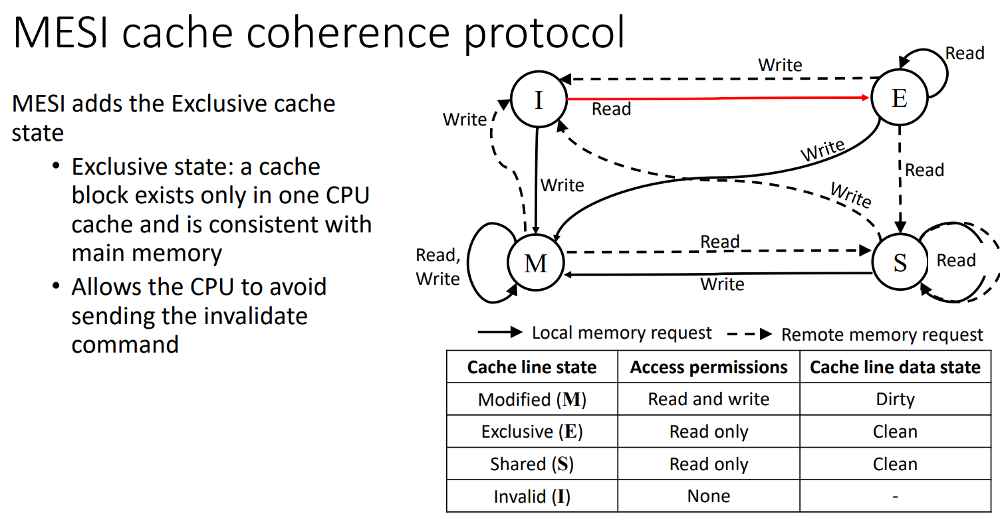 MESI cache coherence protocol
MESI adds the Exclusive cache
state
• Exclusive state: a cache
block exists only in one CPU
cache and is consistent with
main memory
• Allows the CPU to avoid
sending the invalidate
command
Read
Write
I
E
Read
Write
Write
Read
Write
Write
Read,
Write
M
Read
S
Read
Write
Local memory request
Remote memory request
Cache line state Access permissions Cache line data state
Modified (M) Read and write Dirty
Exclusive (E) Read only Clean
Shared (S) Read only Clean
Invalid (I) None -